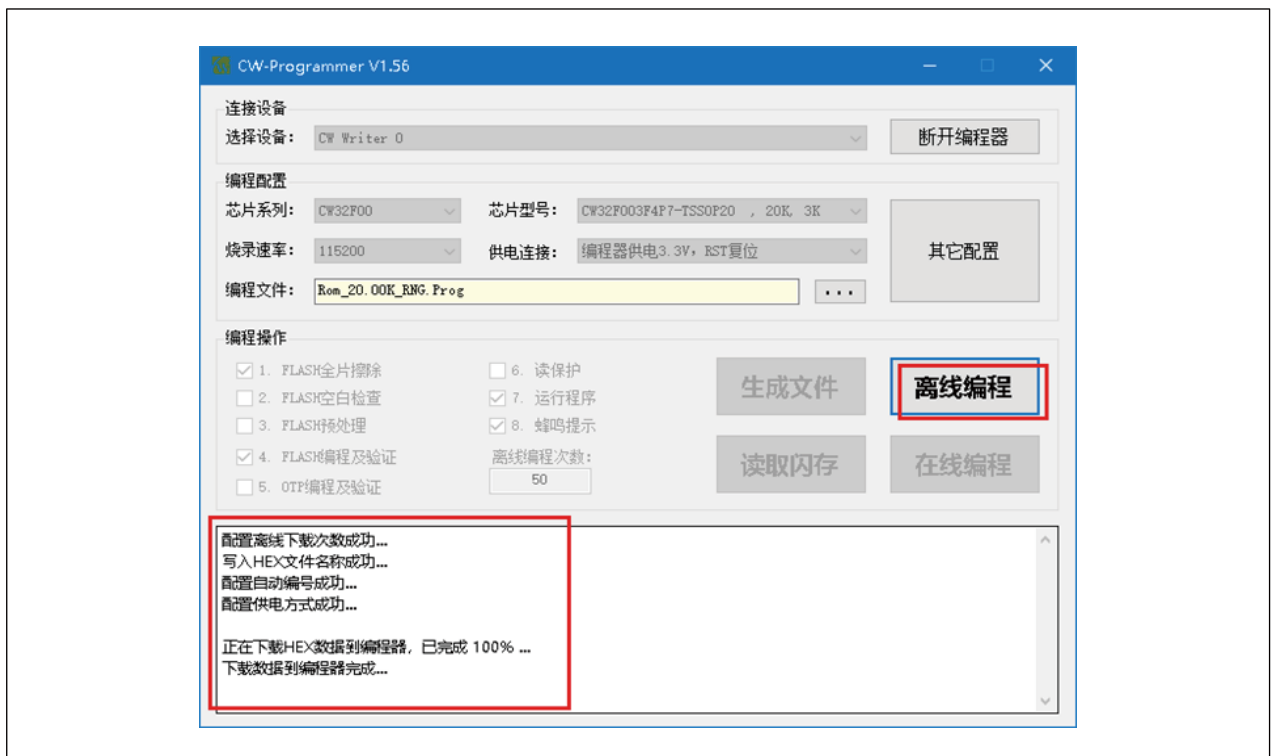 CW-Programmer V1.56
连接设备
选择设备: CW Writer 0 断开编程器
编程配置
芯片系列: CW32F00 芯片型号: CW32F003F4P7-TSSOP20 , 20K, 3K
烧录速率: 115200 供电连接: 编程器供电3.3V, RST复位 其它配置
编程文件: Rom_20.00K_RNG.Prog ...
编程操作
1. FLASH全片擦除 6. 读保护
2. FLASH空白检查 7. 运行程序 生成文件 离线编程
3. FLASH预处理 8. 蜂鸣提示
4. FLASH编程及验证 离线编程次数: 读取闪存 在线编程
5. OTP编程及验证 50
配置离线下载次数成功...
写入HEX文件名称成功...
配置自动编号成功...
配置供电方式成功...
正在下载HEX数据到编程器, 已完成 100% ...
下载数据到编程器完成...